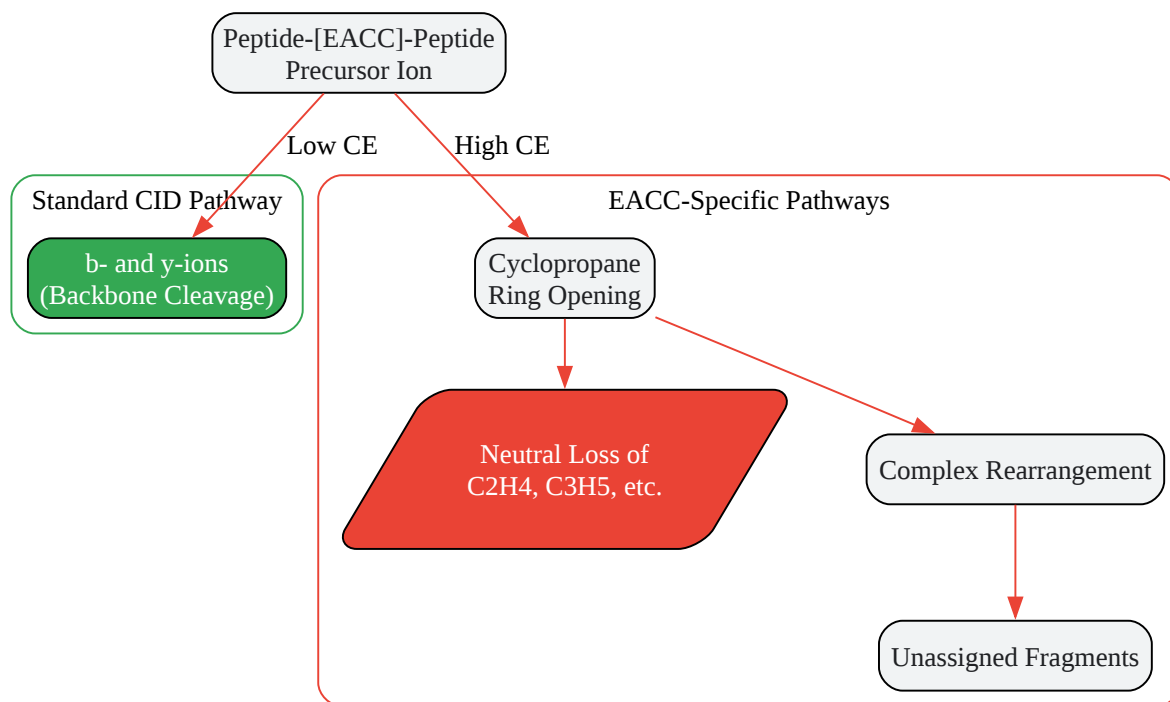 Peptide-[EACC]-Peptide
Precursor Ion
Low CE
High CE
Standard CID Pathway
EACC-Specific Pathways
b- and y-ions
(Backbone Cleavage)
Cyclopropane
Ring Opening
Neutral Loss of
C2H4, C3H5, etc.
Complex Rearrangement
Unassigned Fragments